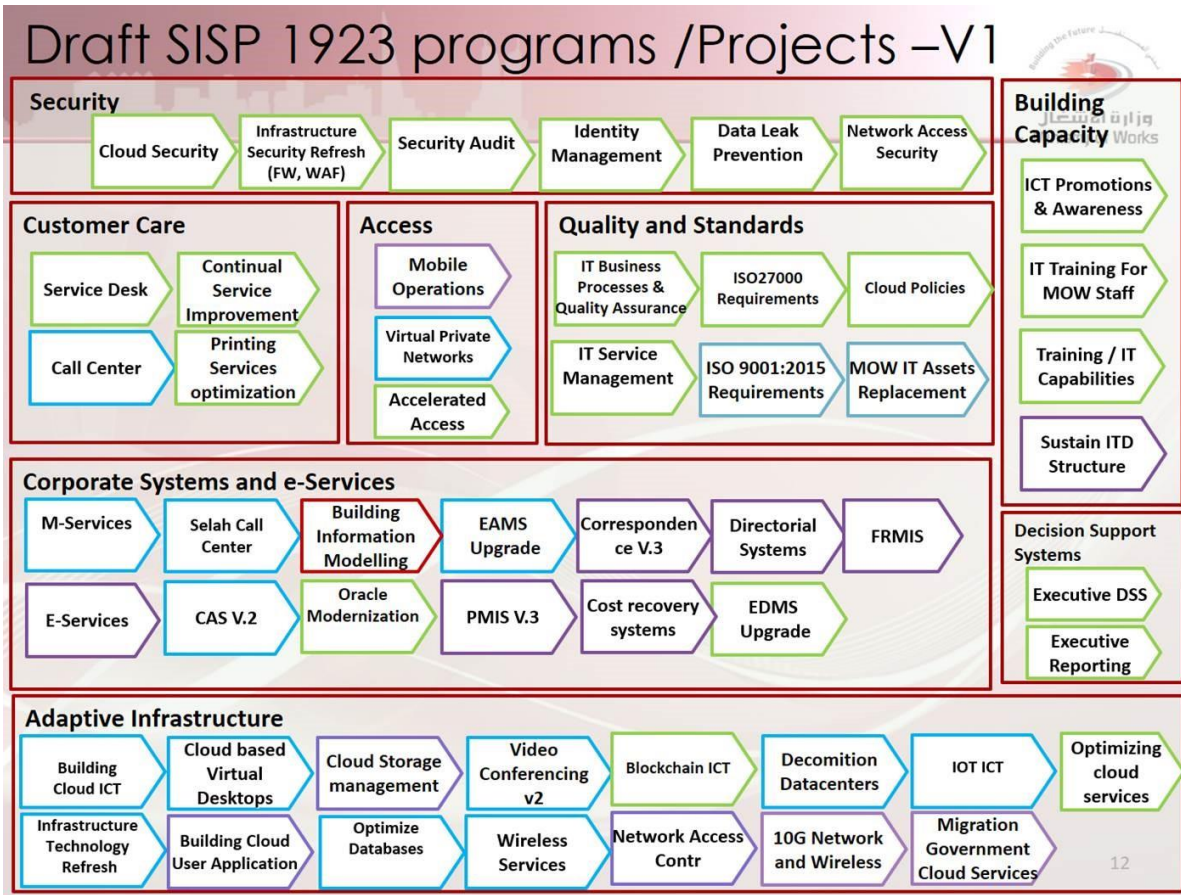 Draft SISP 1923 programs /Projects –V1
Building the Future
وزارة الأشغال
Works
Security
Cloud Security
Infrastructure
Security Refresh
(FW, WAF)
Security Audit
Identity
Management
Data Leak
Prevention
Network Access
Security
Building
Capacity
ICT Promotions
& Awareness
IT Training For
MOW Staff
Training / IT
Capabilities
Sustain ITD
Structure
Customer Care
Service Desk
Continual
Service
Improvement
Call Center
Printing
Services
optimization
Access
Mobile
Operations
Virtual Private
Networks
Accelerated
Access
Quality and Standards
IT Business
Processes &
Quality Assurance
ISO27000
Requirements
Cloud Policies
IT Service
Management
ISO 9001:2015
Requirements
MOW IT Assets
Replacement
Corporate Systems and e-Services
M-Services
Selah Call
Center
Building
Information
Modelling
EAMS
Upgrade
Corresponden
ce V.3
Directorial
Systems
FRMIS
E-Services
CAS V.2
Oracle
Modernization
PMIS V.3
Cost recovery
systems
EDMS
Upgrade
Decision Support
Systems
Executive DSS
Executive
Reporting
Adaptive Infrastructure
Building
Cloud ICT
Cloud based
Virtual
Desktops
Cloud Storage
management
Video
Conferencing
v2
Blockchain ICT
Decomition
Datacenters
IOT ICT
Optimizing
cloud
services
Infrastructure
Technology
Refresh
Building Cloud
User Application
Optimize
Databases
Wireless
Services
Network Access
Contr
10G Network
and Wireless
Migration
Government
Cloud Services
12